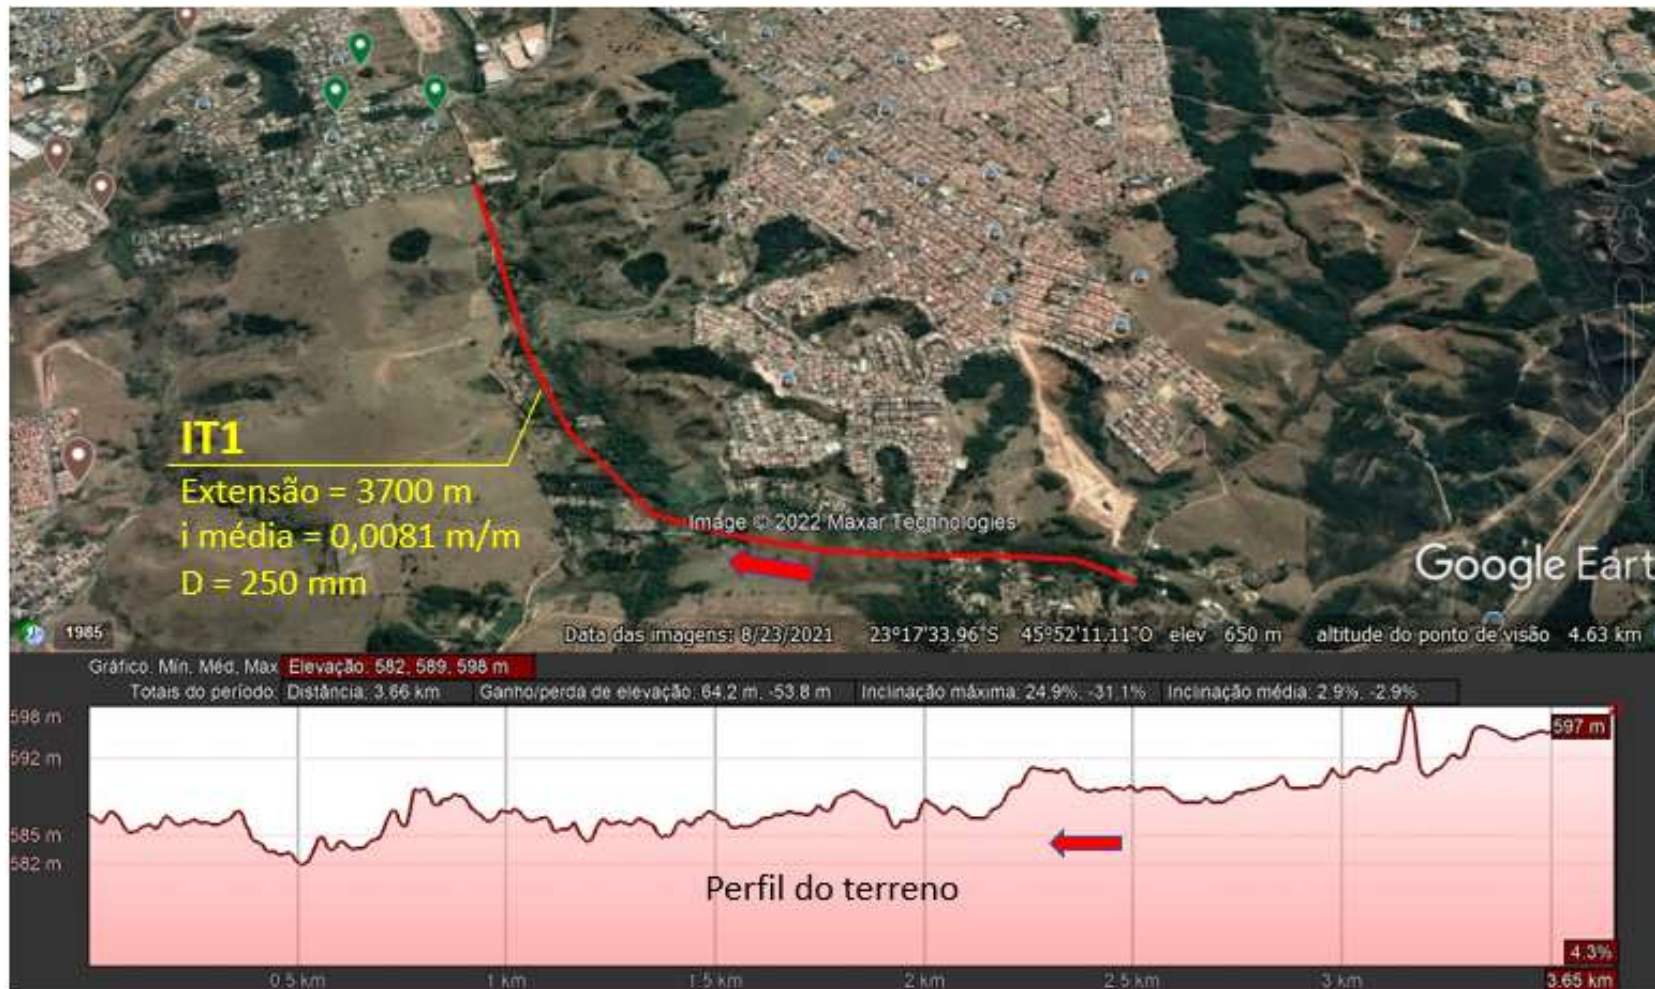 IT1
Extensão = 3700 m
i média = 0,0081 m/m
D = 250 mm
Image © 2022 Maxar Technologies
Google Eart
1985
Data das imagens: 8/23/2021 23°17'33.96"S 45°52'11.11"O elev 650 m altitude do ponto de visão 4.63 km
Gráfico. Mín. Méd. Máx Elevação: 582, 589, 598 m
Totais do período: Distância: 3.66 km Ganho/perda de elevação: 64.2 m, -53.8 m Inclinação máxima: 24.9%, -31.1% Inclinação média: 2.9%, -2.9%
598 m
597 m
592 m
585 m
582 m
Perfil do terreno
4.3%
0.5 km 1 km 1.5 km 2 km 2.5 km 3 km 3.65 km